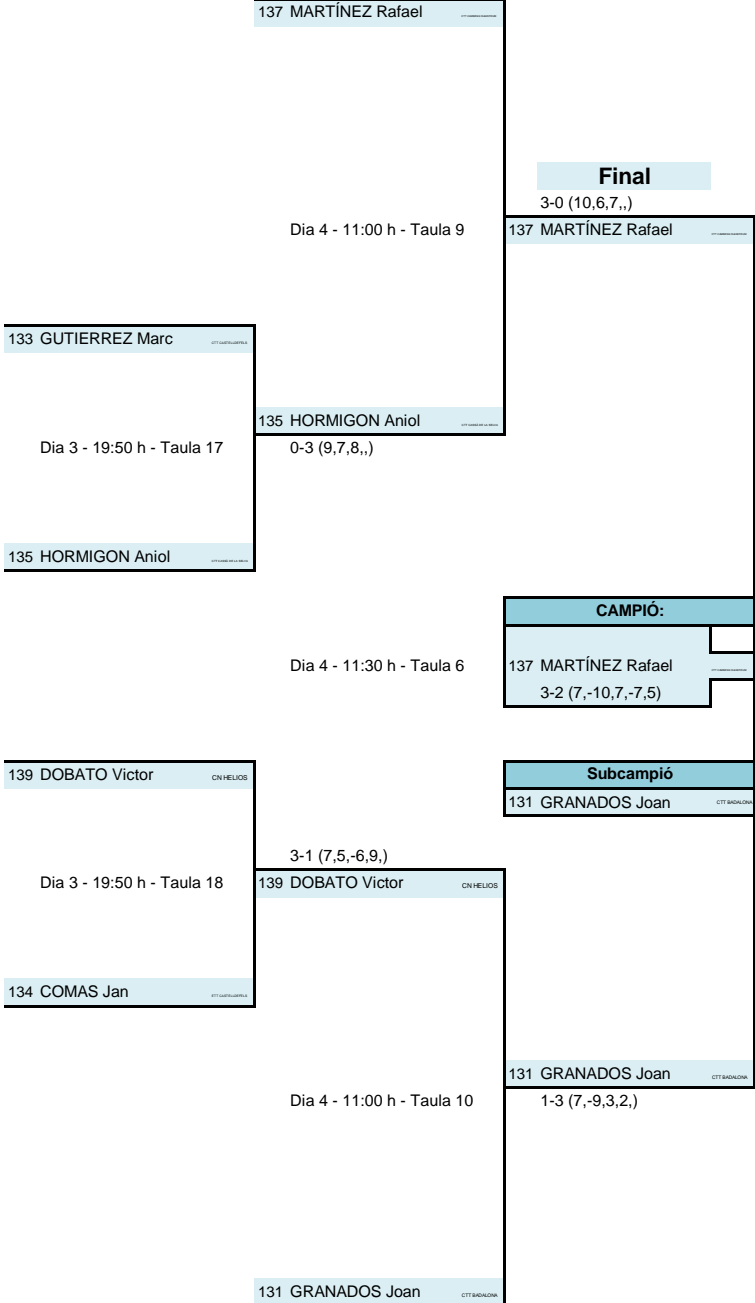 137 MARTÍNEZ Rafael
Final
3-0 (10,6,7,,)
Dia 4 - 11:00 h - Taula 9
137 MARTÍNEZ Rafael
133 GUTIERREZ Marc
135 HORMIGON Aniol
Dia 3 - 19:50 h - Taula 17
0-3 (9,7,8,,)
135 HORMIGON Aniol
CAMPIÓ:
Dia 4 - 11:30 h - Taula 6
137 MARTÍNEZ Rafael
3-2 (7,-10,7,-7,5)
139 DOBATO Victor CN HELIOS
Subcampió
131 GRANADOS Joan CTT BADALONA
3-1 (7,5,-6,9,)
Dia 3 - 19:50 h - Taula 18
139 DOBATO Victor CN HELIOS
134 COMAS Jan
131 GRANADOS Joan CTT BADALONA
Dia 4 - 11:00 h - Taula 10
1-3 (7,-9,3,2,)
131 GRANADOS Joan CTT BADALONA